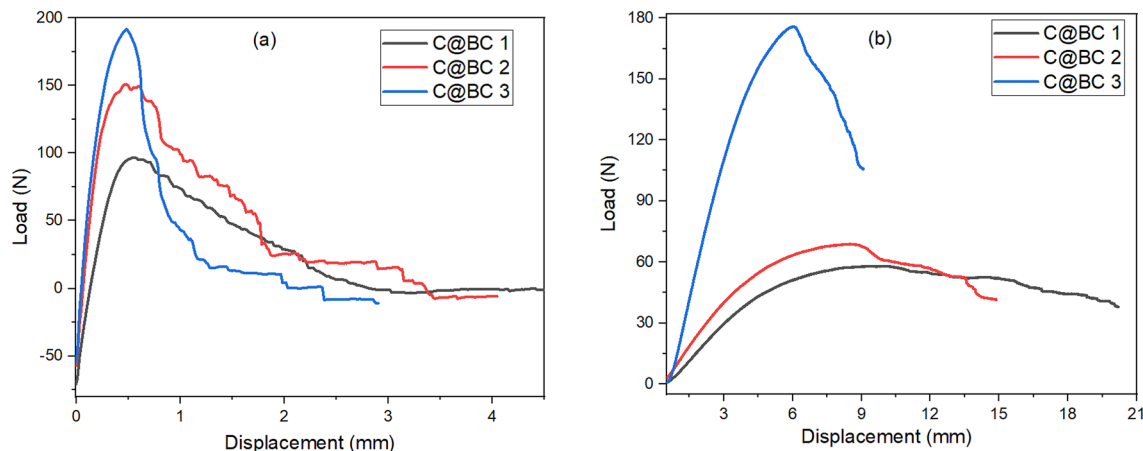 200
150
100
50
0
-50
Load (N)
(a)
C@BC 1
C@BC 2
C@BC 3
0
1
2
3
4
Displacement (mm)
180
150
120
90
60
30
0
Load (N)
(b)
C@BC 1
C@BC 2
C@BC 3
3
6
9
12
15
18
21
Displacement (mm)